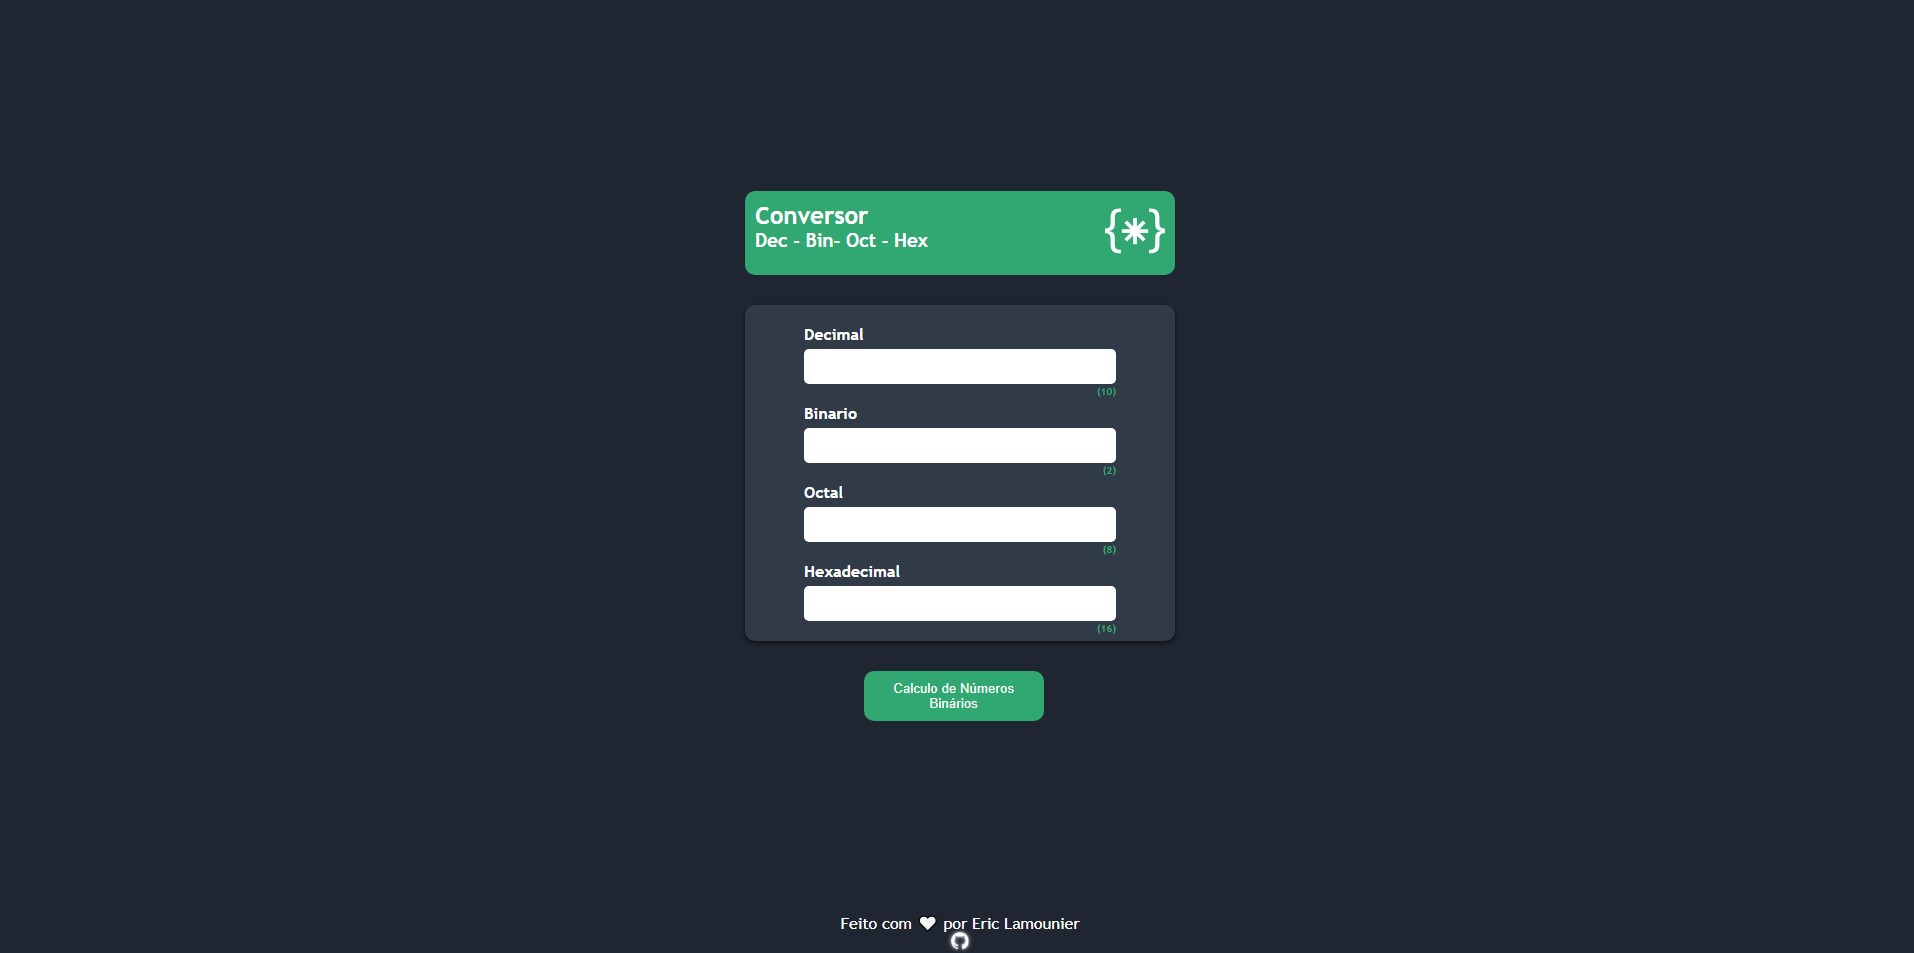 Conversor
Dec - Bin- Oct - Hex
{*}
Decimal
(10)
Binario
(2)
Octal
(8)
Hexadecimal
(16)
Calculo de Números
Binários
Feito com ♥ por Eric Lamounier